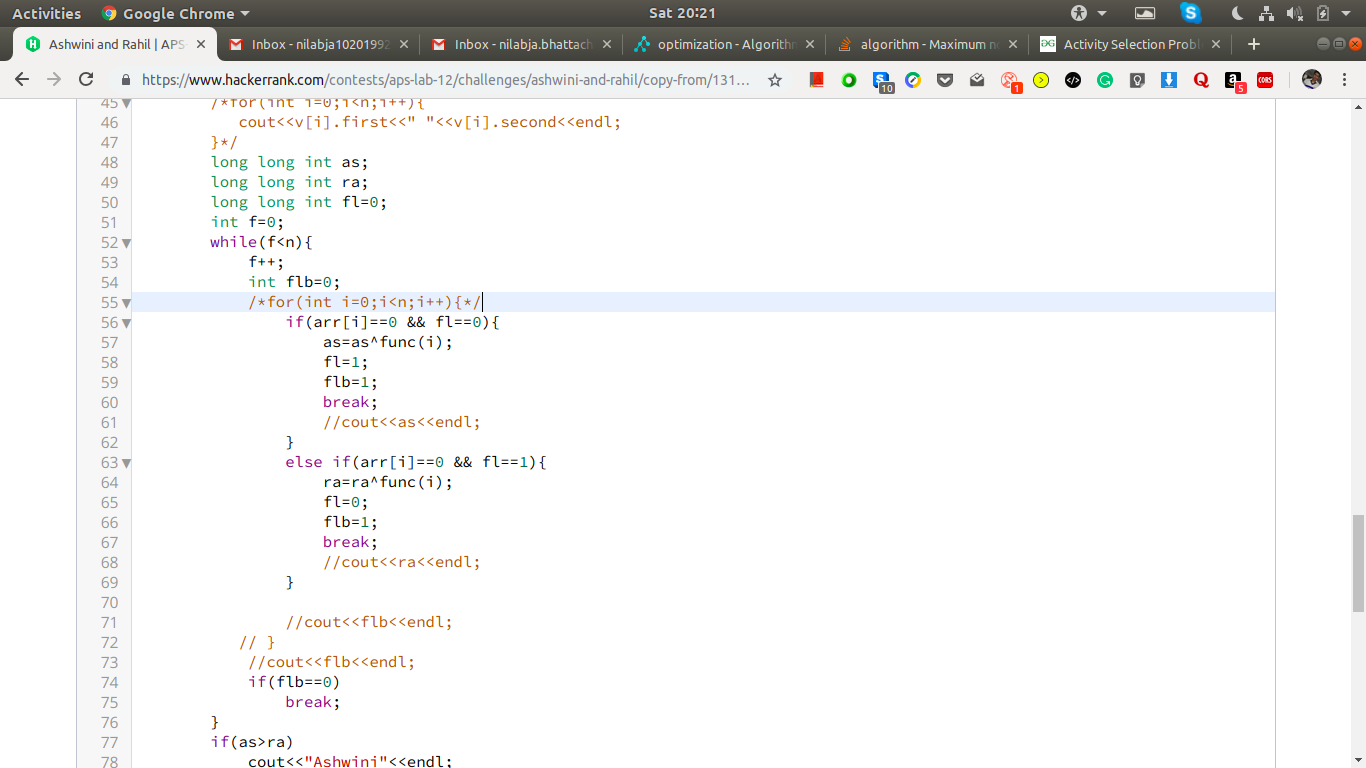 Activities Google Chrome Sat 20:21
Ashwini and Rahil | APS Inbox - nilabja10201992 Inbox - nilabja.bhattach optimization - Algorithm algorithm - Maximum n Activity Selection Probl
https://www.hackerrank.com/contests/aps-lab-12/challenges/ashwini-and-rahil/copy-from/131... 10 1 5 CORS
45 /*for(int i=0;i<n;i++){
46 cout<<v[i].first<<" "<<v[i].second<<endl;
47 }*/
48 long long int as;
49 long long int ra;
50 long long int fl=0;
51 int f=0;
52 while(f<n){
53 f++;
54 int flb=0;
55 /*for(int i=0;i<n;i++){*/
56 if(arr[i]==0 && fl==0){
57 as=as^func(i);
58 fl=1;
59 flb=1;
60 break;
61 //cout<<as<<endl;
62 }
63 else if(arr[i]==0 && fl==1){
64 ra=ra^func(i);
65 fl=0;
66 flb=1;
67 break;
68 //cout<<ra<<endl;
69 }
70
71 //cout<<flb<<endl;
72 // }
73 //cout<<flb<<endl;
74 if(flb==0)
75 break;
76 }
77 if(as>ra)
78 cout<<"Ashwini"<<endl;